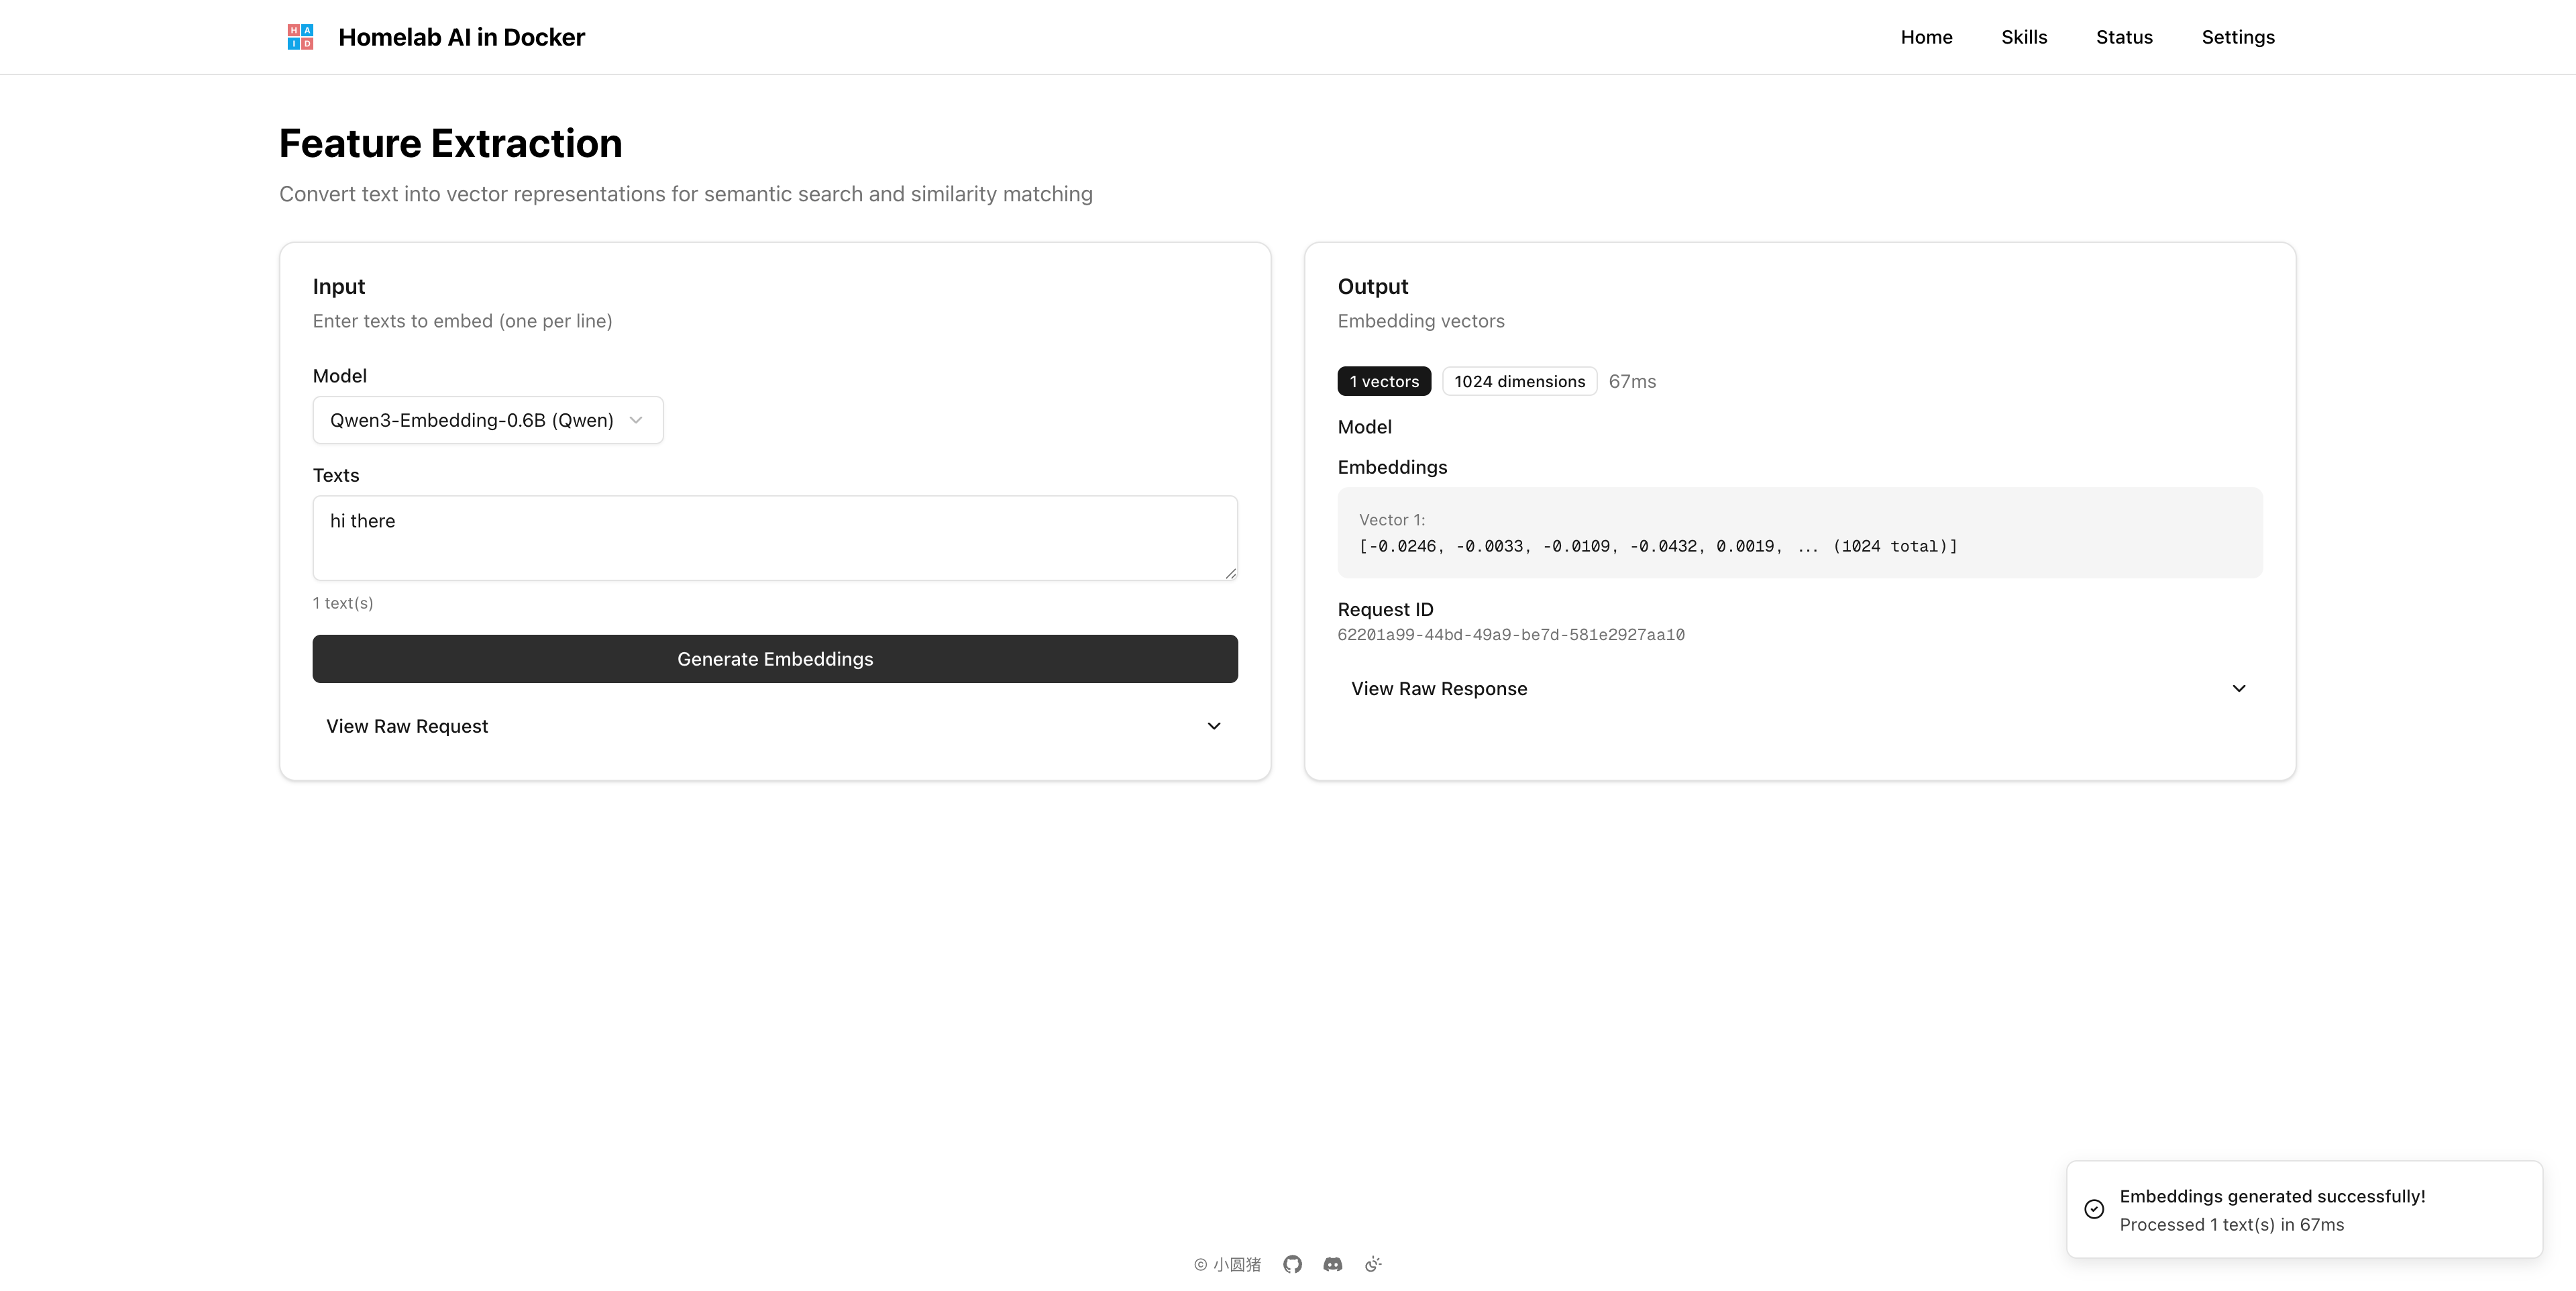 HA
ID
Homelab AI in Docker
Home
Skills
Status
Settings
Feature Extraction
Convert text into vector representations for semantic search and similarity matching
Input
Enter texts to embed (one per line)
Model
Qwen3-Embedding-0.6B (Qwen)
Texts
hi there
1 text(s)
Generate Embeddings
View Raw Request
Output
Embedding vectors
1 vectors
1024 dimensions
67ms
Model
Embeddings
Vector 1:
[-0.0246, -0.0033, -0.0109, -0.0432, 0.0019, ... (1024 total)]
Request ID
62201a99-44bd-49a9-be7d-581e2927aa10
View Raw Response
Embeddings generated successfully!
Processed 1 text(s) in 67ms
© 小圆猪